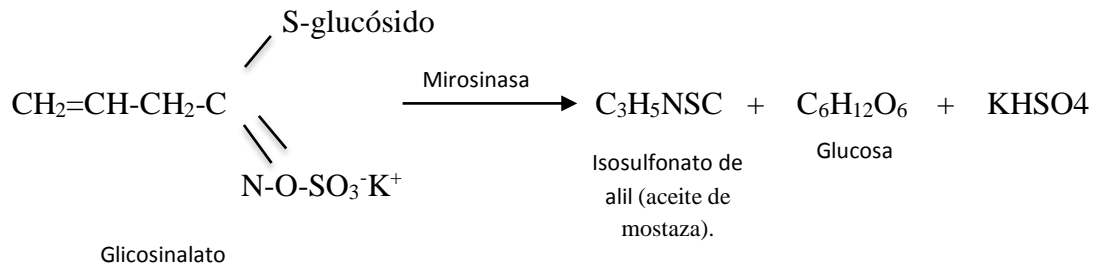 S-glucósido
Mirosinasa
CH₂=CH-CH₂-C C₃H₅NSC + C₆H₁₂O₆ + KHSO4
Glucosa
Isosulfonato de
alil (aceite de
mostaza).
N-O-SO₃⁻K⁺
Glicosinalato